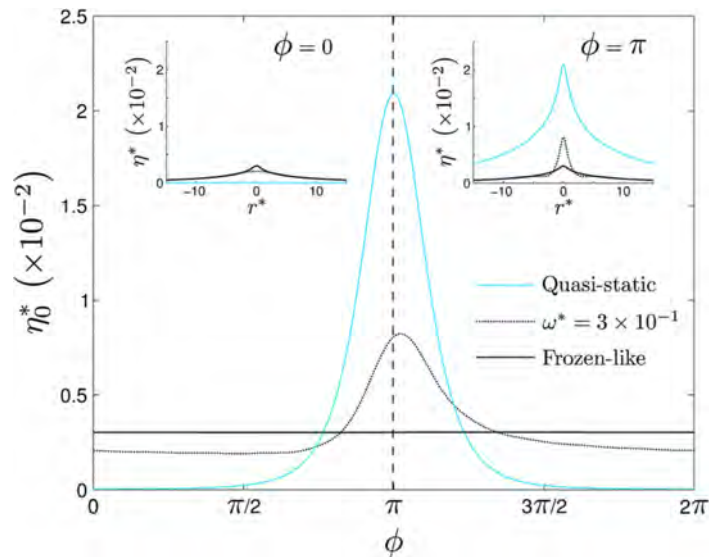 2.5
2
1.5
1
0.5
0
η₀* (×10⁻²)
0 π/2 π 3π/2 2π
ϕ
ϕ = 0
2
1
0
η* (×10⁻²)
−10 0 10
r*
ϕ = π
2
1
0
η* (×10⁻²)
−10 0 10
r*
Quasi-static
ω* = 3 × 10⁻¹
Frozen-like